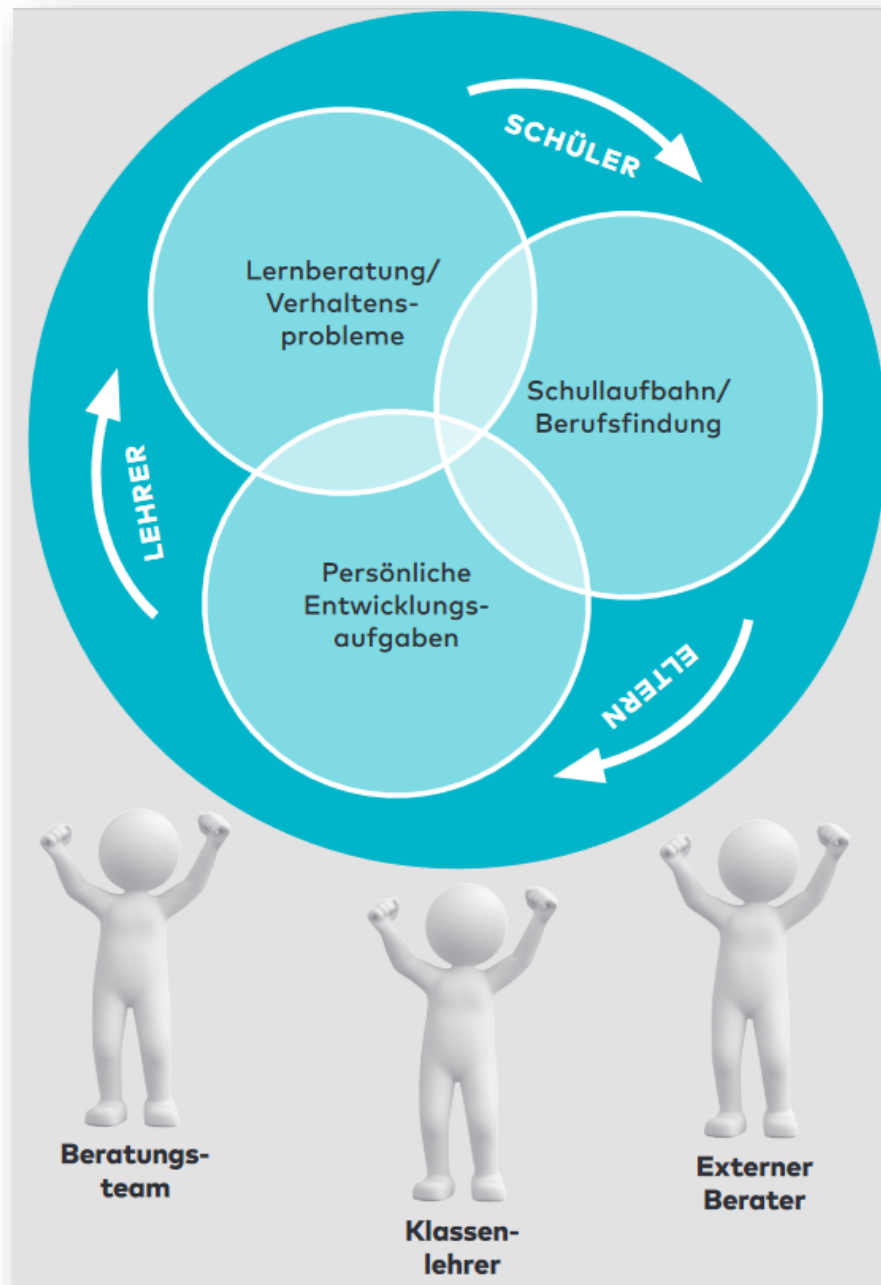 SCHÜLER
Lernberatung/
Verhaltens-
probleme
Schullaufbahn/
Berufsfindung
LEHRER
Persönliche
Entwicklungs-
aufgaben
ELTERN
Beratungs-
team
Klassen-
lehrer
Externer
Berater